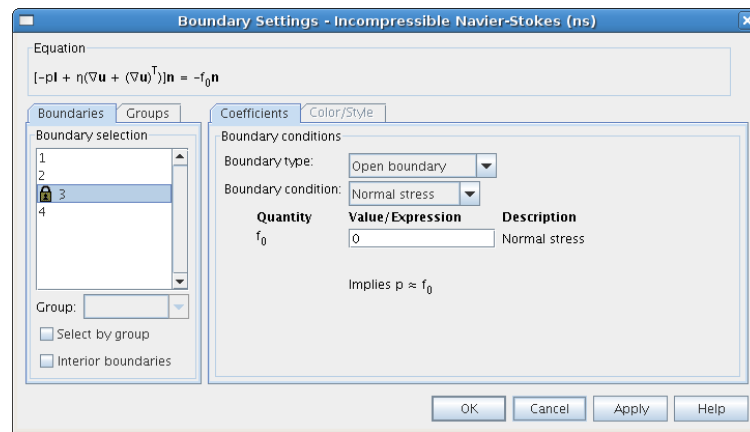 Boundary Settings - Incompressible Navier-Stokes (ns)
Equation
[-pI + η(∇u + (∇u)ᵀ)]n = -f₀n
Boundaries Groups
Boundary selection
1
2
3
4
Group:
Select by group
Interior boundaries
Coefficients Color/Style
Boundary conditions
Boundary type: Open boundary
Boundary condition: Normal stress
Quantity Value/Expression Description
f₀ 0 Normal stress
Implies p ≈ f₀
OK Cancel Apply Help